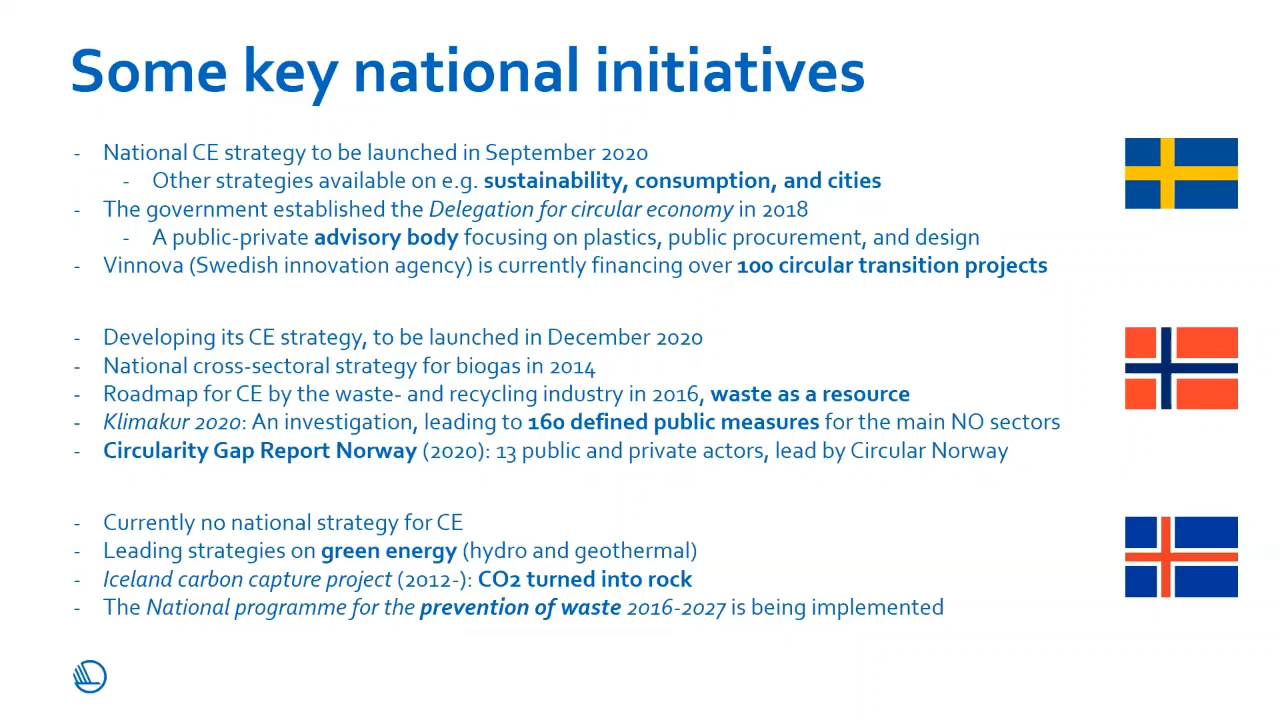 Some key national initiatives
- National CE strategy to be launched in September 2020
- Other strategies available on e.g. sustainability, consumption, and cities
- The government established the Delegation for circular economy in 2018
- A public-private advisory body focusing on plastics, public procurement, and design
- Vinnova (Swedish innovation agency) is currently financing over 100 circular transition projects
- Developing its CE strategy, to be launched in December 2020
- National cross-sectoral strategy for biogas in 2014
- Roadmap for CE by the waste- and recycling industry in 2016, waste as a resource
- Klimakur 2020: An investigation, leading to 160 defined public measures for the main NO sectors
- Circularity Gap Report Norway (2020): 13 public and private actors, lead by Circular Norway
- Currently no national strategy for CE
- Leading strategies on green energy (hydro and geothermal)
- Iceland carbon capture project (2012-): CO2 turned into rock
- The National programme for the prevention of waste 2016-2027 is being implemented